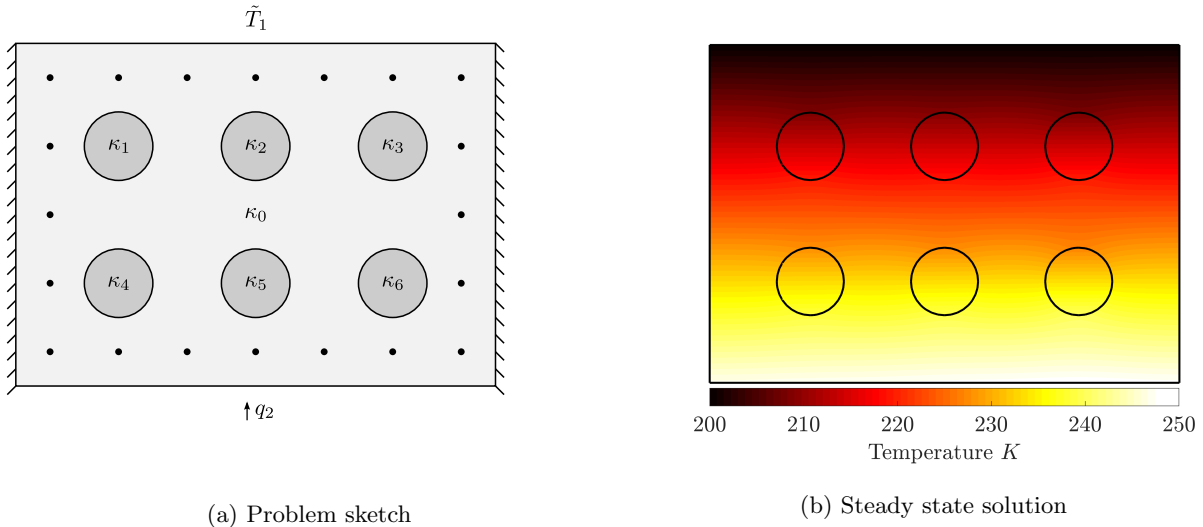 T̃₁
κ₁ κ₂ κ₃
κ₀
κ₄ κ₅ κ₆
q₂
(a) Problem sketch
200 210 220 230 240 250
Temperature K
(b) Steady state solution